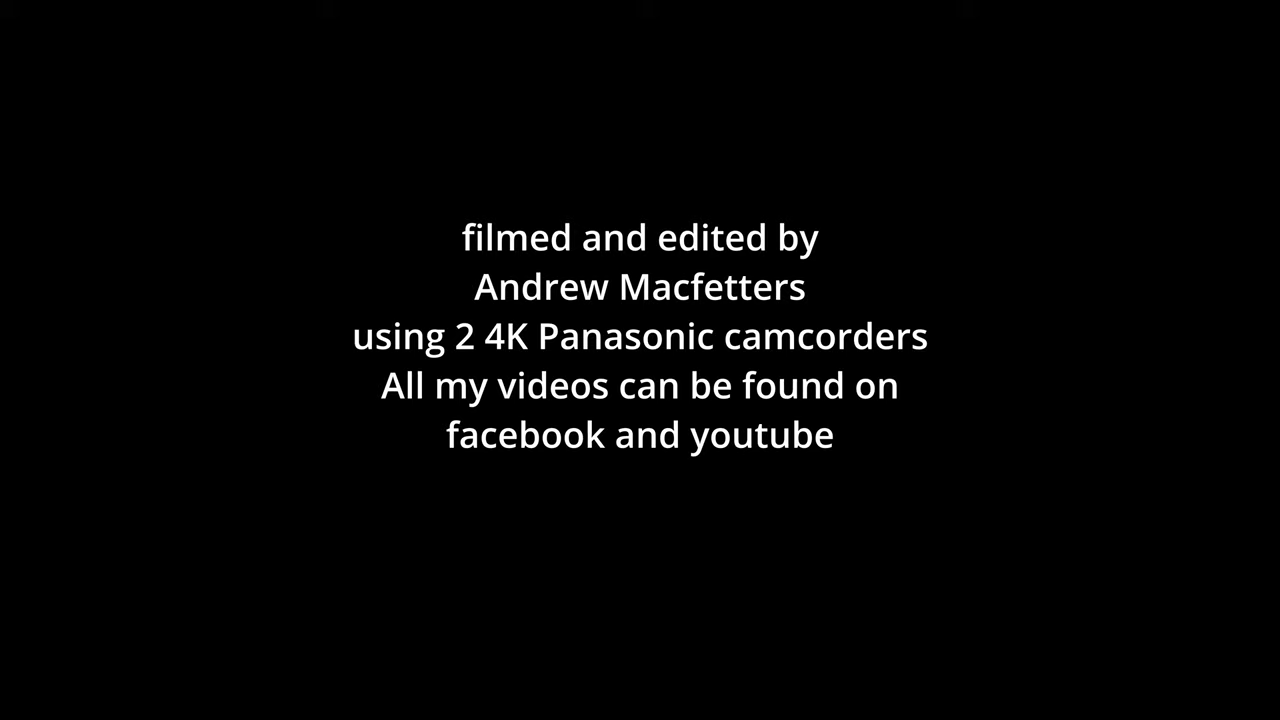 filmed and edited by
Andrew Macfetters
using 2 4K Panasonic camcorders
All my videos can be found on
facebook and youtube